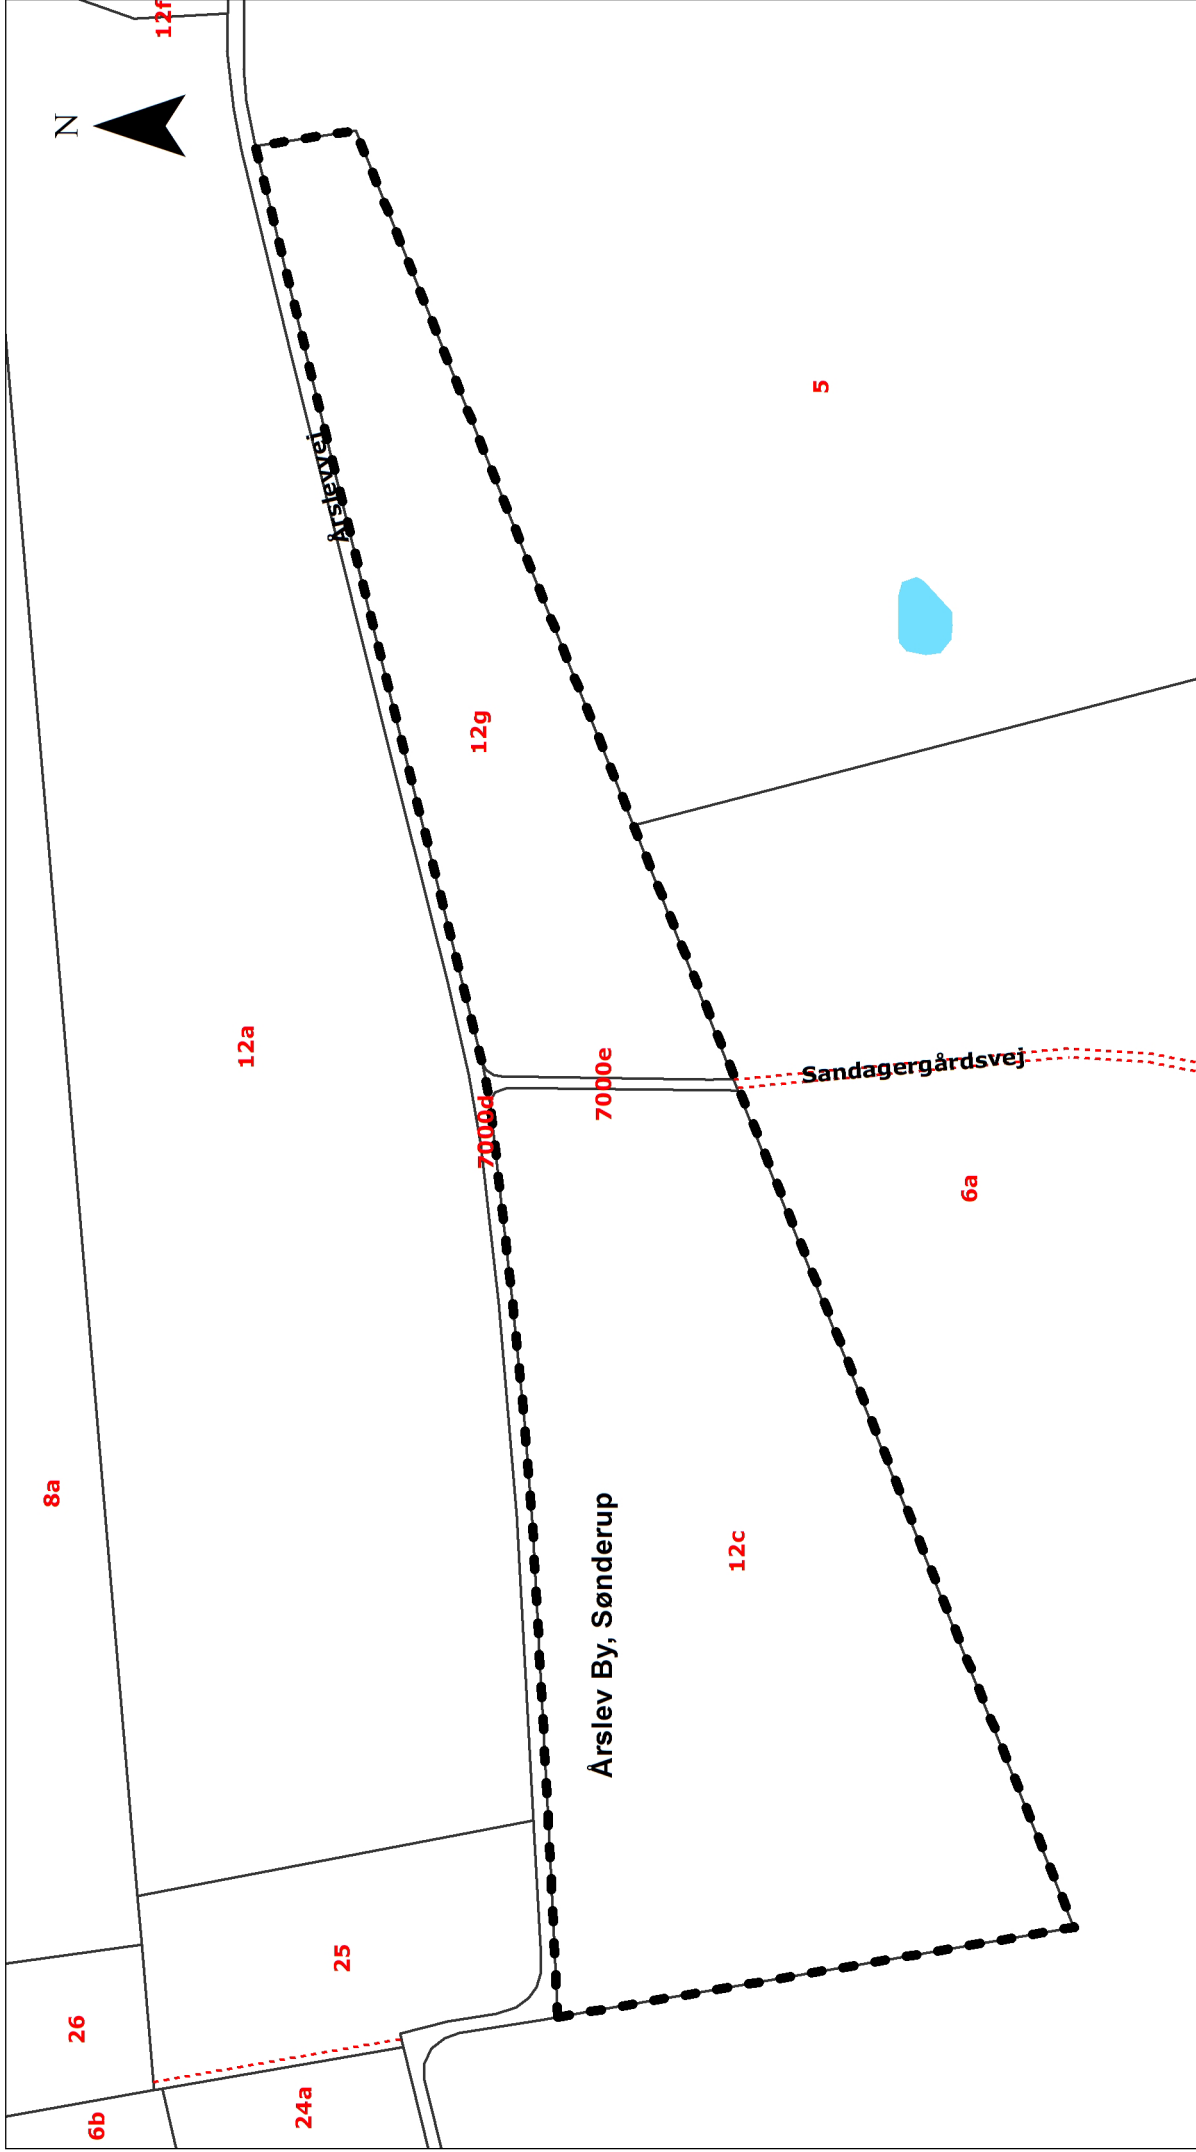 12f
N
Årslevvej
5
12g
12a
7000e
7000d
Sandagergårdsvej
6a
8a
12c
Årslev By, Sønderup
25
26
24a
6b